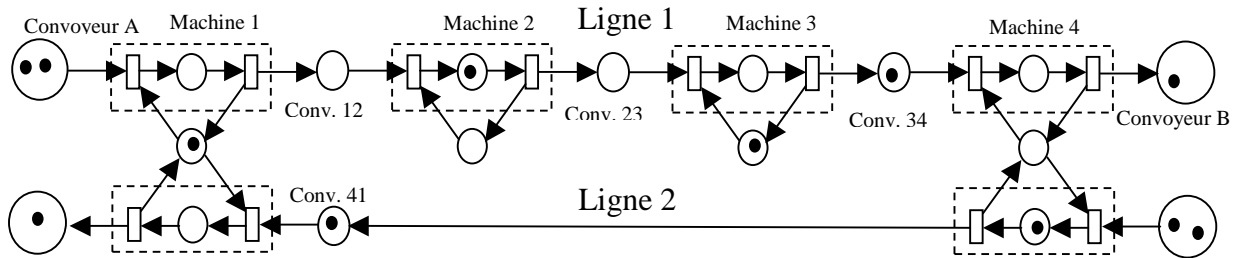 Ligne 1
Convoyeur A
Machine 1
Machine 2
Machine 3
Machine 4
Conv. 12
Conv. 23
Conv. 34
Convoyeur B
Conv. 41
Ligne 2